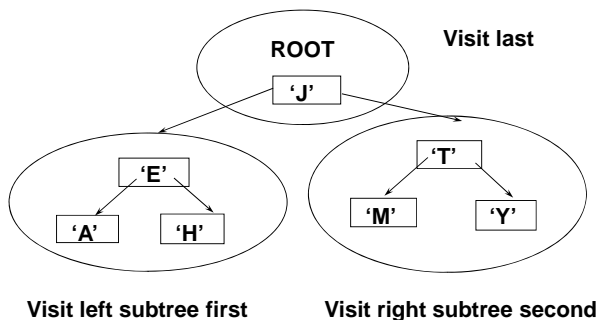 Visit last
ROOT
‘J’
‘E’
‘T’
‘A’
‘H’
‘M’
‘Y’
Visit left subtree first
Visit right subtree second